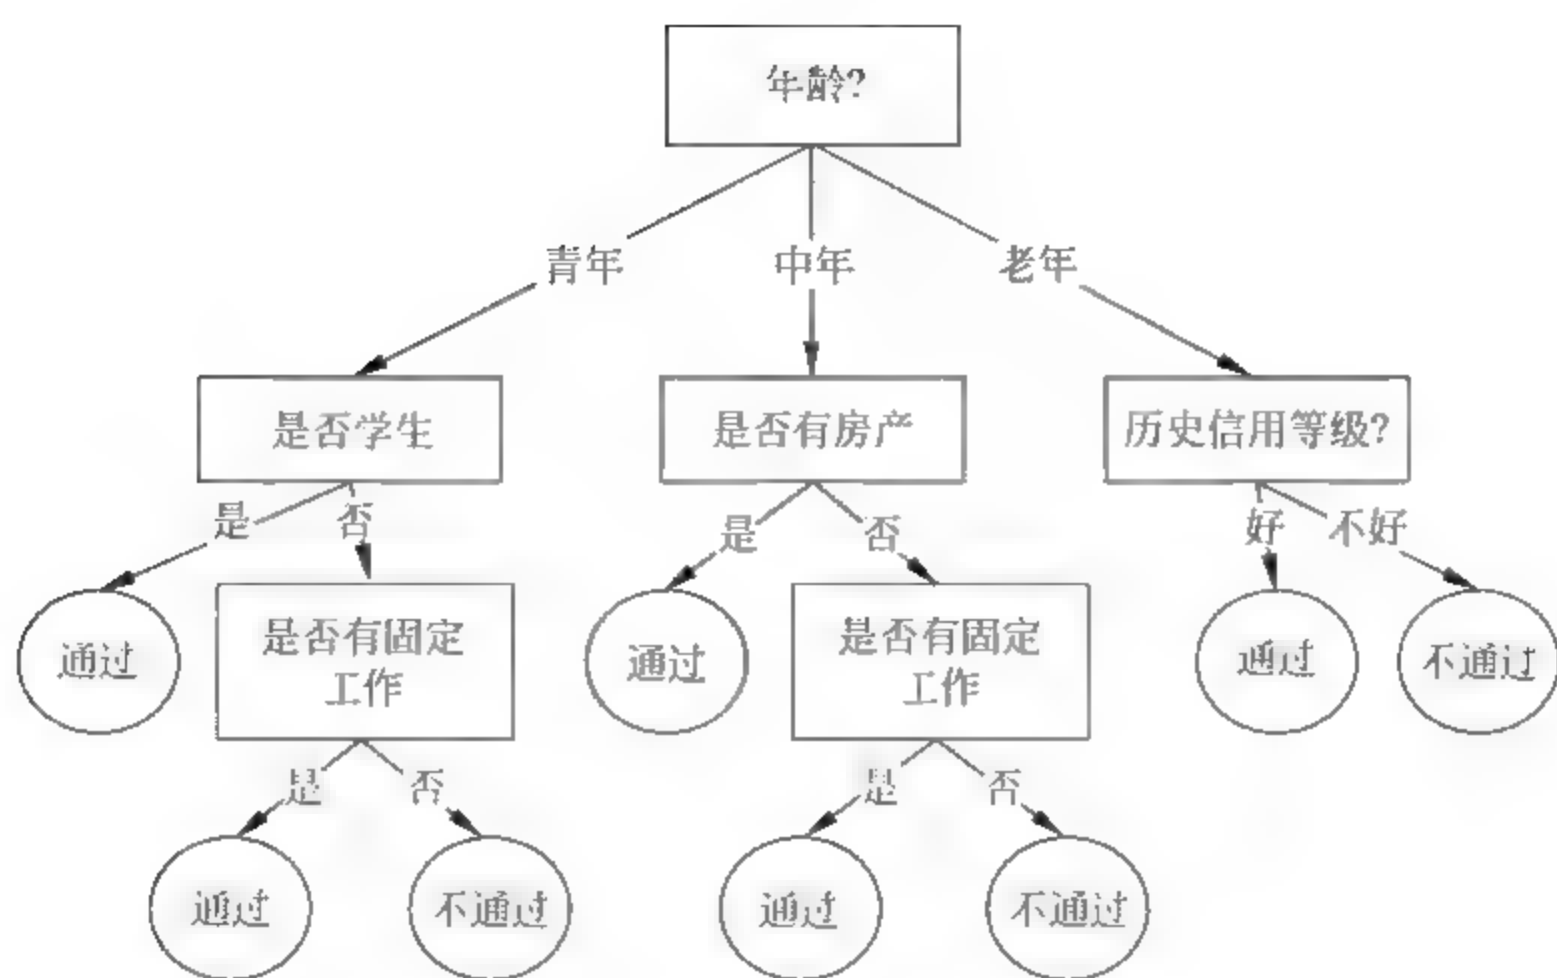 年龄?
青年
中年
老年
是否学生
是否有房产
历史信用等级?
是
否
是
否
好
不好
通过
是否有固定
工作
通过
是否有固定
工作
通过
不通过
是
否
是
否
通过
不通过
通过
不通过